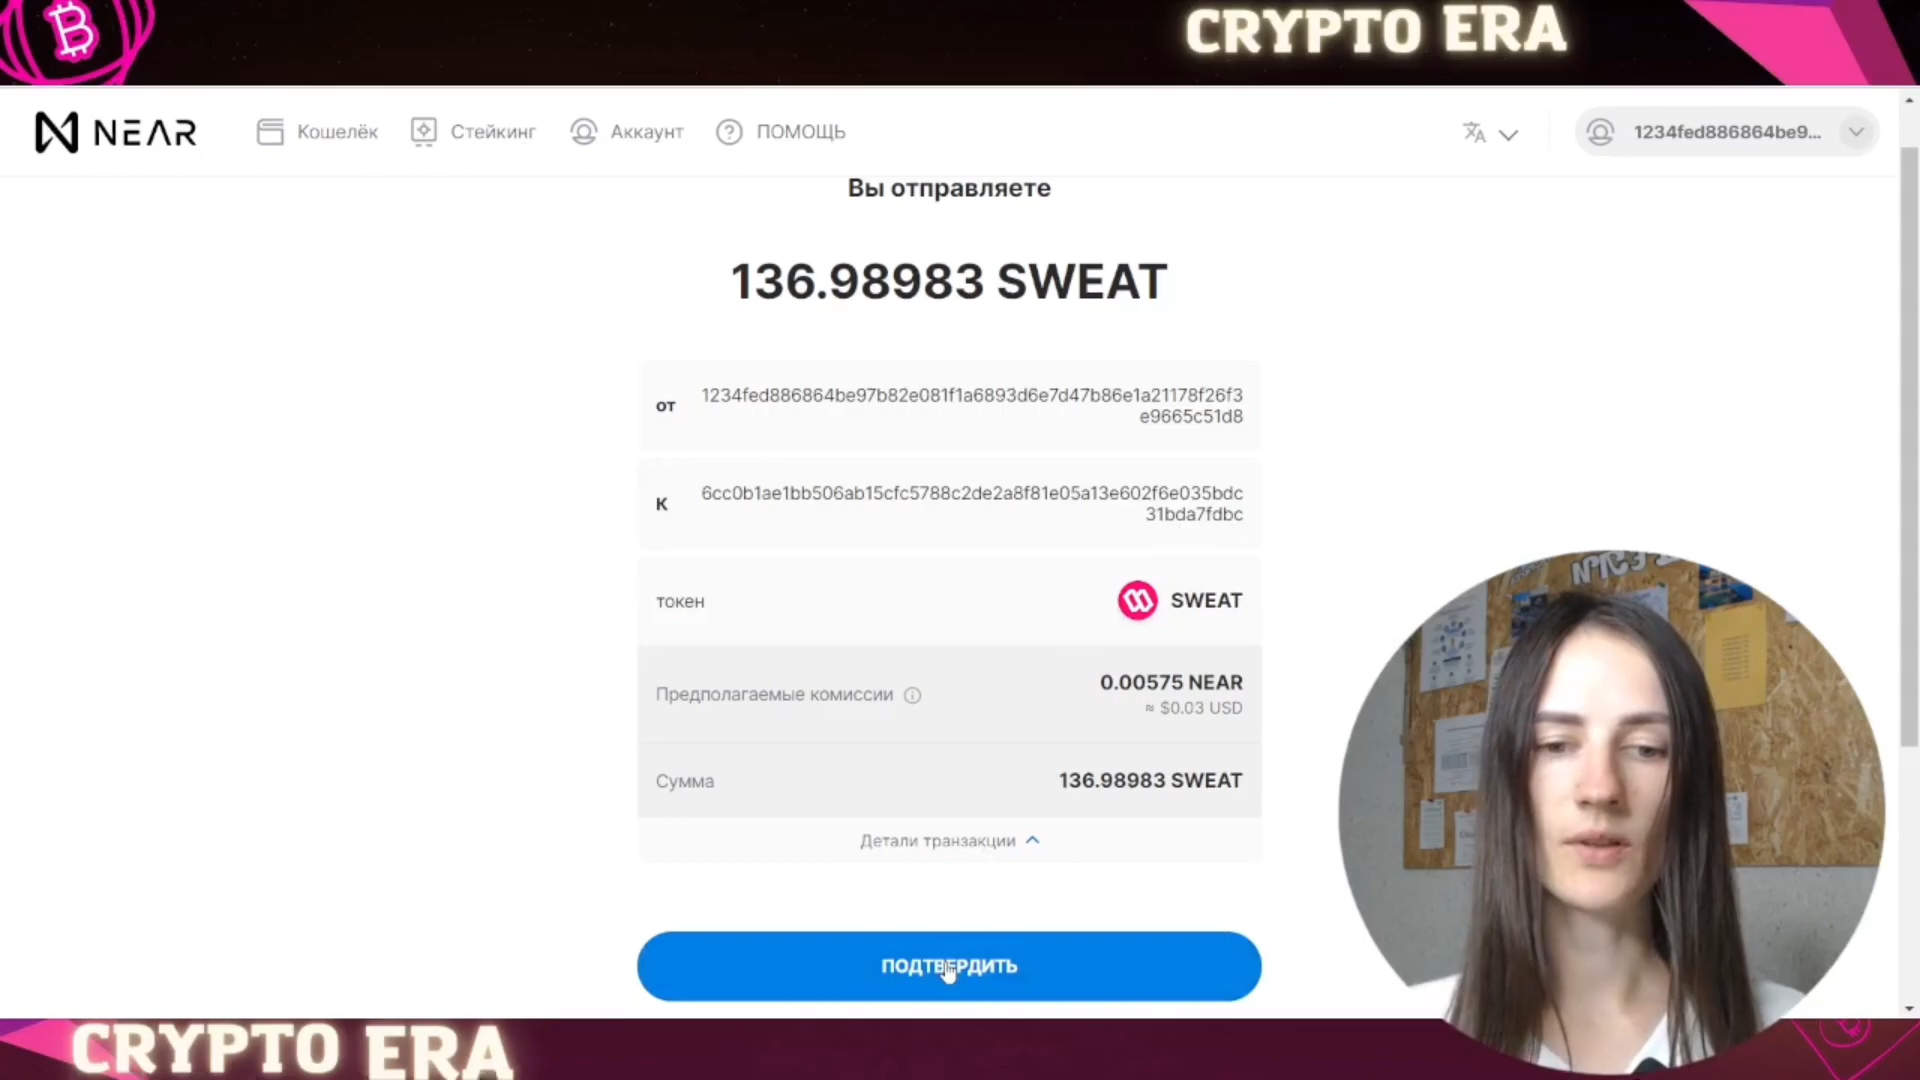 CRYPTO ERA
NEAR
Кошелёк
Стейкинг
Аккаунт
ПОМОЩЬ
1234fed886864be9...
Вы отправляете
136.98983 SWEAT
от
1234fed886864be97b82e081f1a6893d6e7d47b86e1a21178f26f3
e9665c51d8
К
6cc0b1ae1bb506ab15cfc5788c2de2a8f81e05a13e602f6e035bdc
31bda7fdbc
токен
SWEAT
Предполагаемые комиссии
0.00575 NEAR
≈ $0.03 USD
Сумма
136.98983 SWEAT
Детали транзакции
ПОДТВЕРДИТЬ
CRYPTO ERA